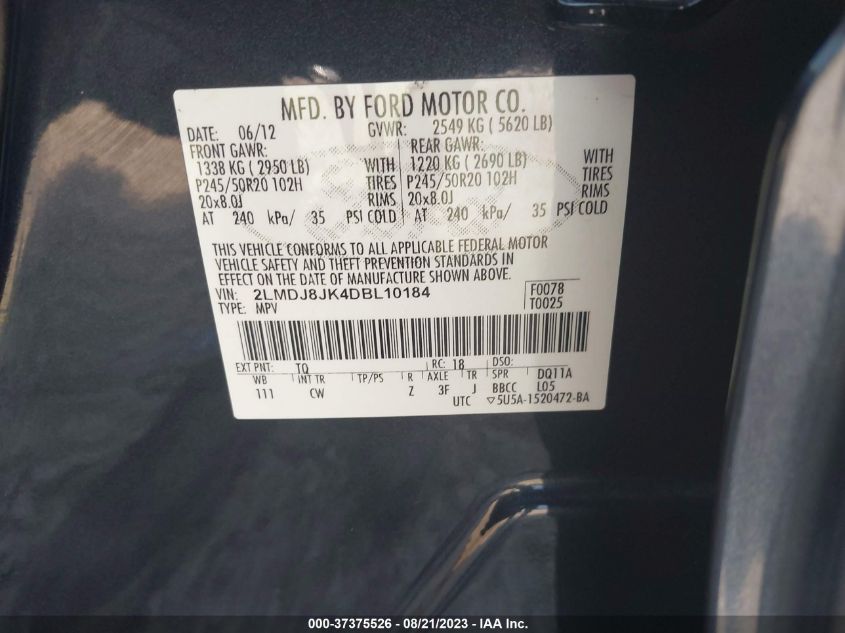 MFD. BY FORD MOTOR CO.
DATE: 06/12 GVWR: 2549 KG ( 5620 LB)
FRONT GAWR: REAR GAWR:
1338 KG ( 2950 LB) WITH 1220 KG ( 2690 LB) WITH
P245/50R20 102H TIRES P245/50R20 102H TIRES
20x8.0J RIMS 20x8.0J RIMS
AT 240 kPa/ 35 PSI COLD AT 240 kPa/ 35 PSI COLD
THIS VEHICLE CONFORMS TO ALL APPLICABLE FEDERAL MOTOR
VEHICLE SAFETY AND THEFT PREVENTION STANDARDS IN
EFFECT ON THE DATE OF MANUFACTURE SHOWN ABOVE.
VIN: 2LMDJ8JK4DBL10184 F0078
TYPE: MPV T0025
EXT PNT: TQ RC: 18 DSO:
WB INT TR TP/PS R AXLE TR SPR DQ11A
111 CW Z 3F J BBCC L05
UTC ▽5U5A-1520472-BA
000-37375526 - 08/21/2023 - IAA Inc.